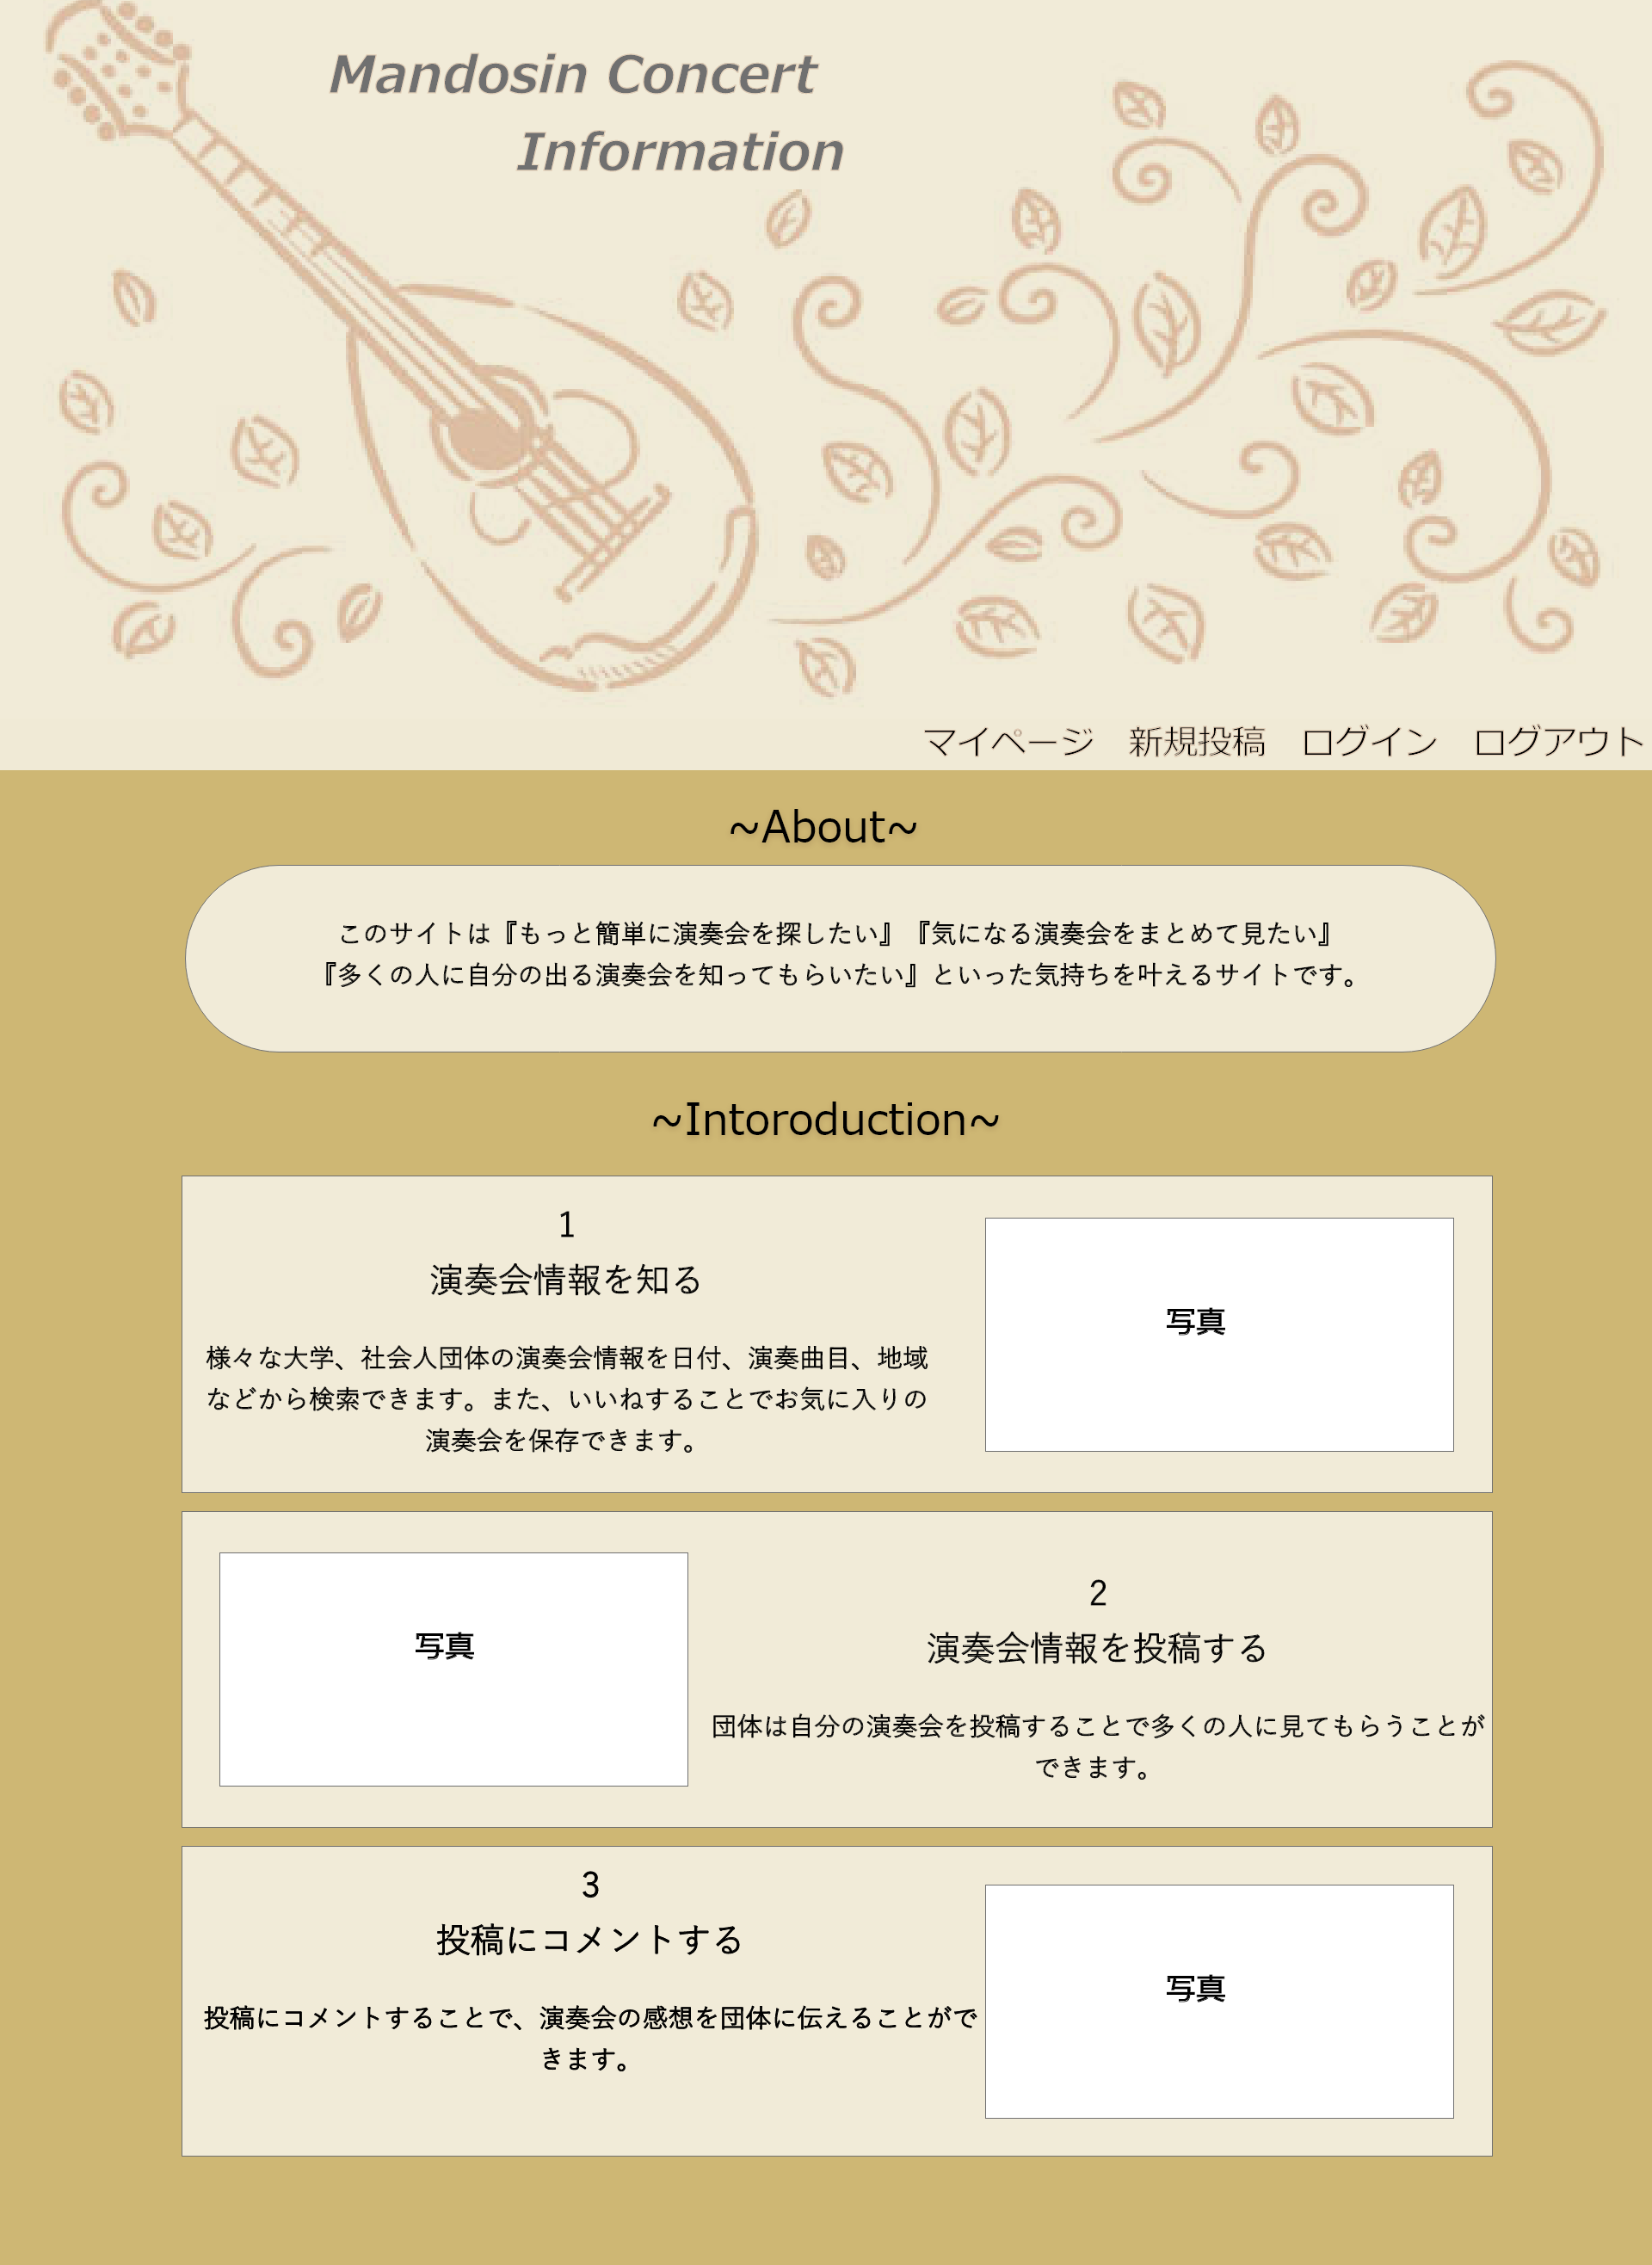 Mandosin Concert
Information
マイページ 新規投稿 ログイン ログアウト
~About~
このサイトは『もっと簡単に演奏会を探したい』『気になる演奏会をまとめて見たい』
『多くの人に自分の出る演奏会を知ってもらいたい』といった気持ちを叶えるサイトです。
~Intoroduction~
1
演奏会情報を知る
様々な大学、社会人団体の演奏会情報を日付、演奏曲目、地域
などから検索できます。また、いいねすることでお気に入りの
演奏会を保存できます。
写真
写真
2
演奏会情報を投稿する
団体は自分の演奏会を投稿することで多くの人に見てもらうことが
できます。
3
投稿にコメントする
投稿にコメントすることで、演奏会の感想を団体に伝えることがで
きます。
写真